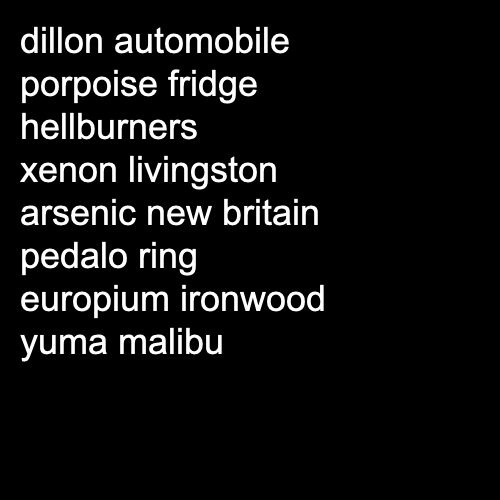 dillon automobile
porpoise fridge
hellburners
xenon livingston
arsenic new britain
pedalo ring
europium ironwood
yuma malibu